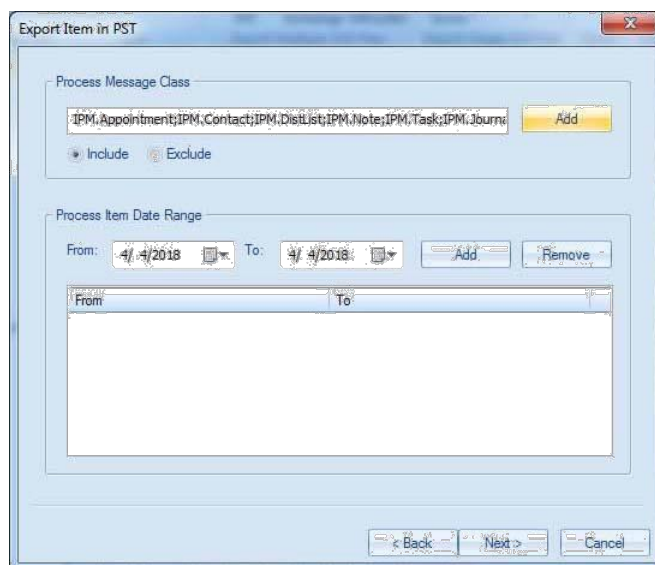 Export Item in PST
Process Message Class
IPM.Appointment;IPM.Contact;IPM.DistList;IPM.Note;IPM.Task;IPM.Journa
Add
Include Exclude
Process Item Date Range
From: 4/ 4/2018 To: 4/ 4/2018 Add Remove
From To
< Back Next > Cancel